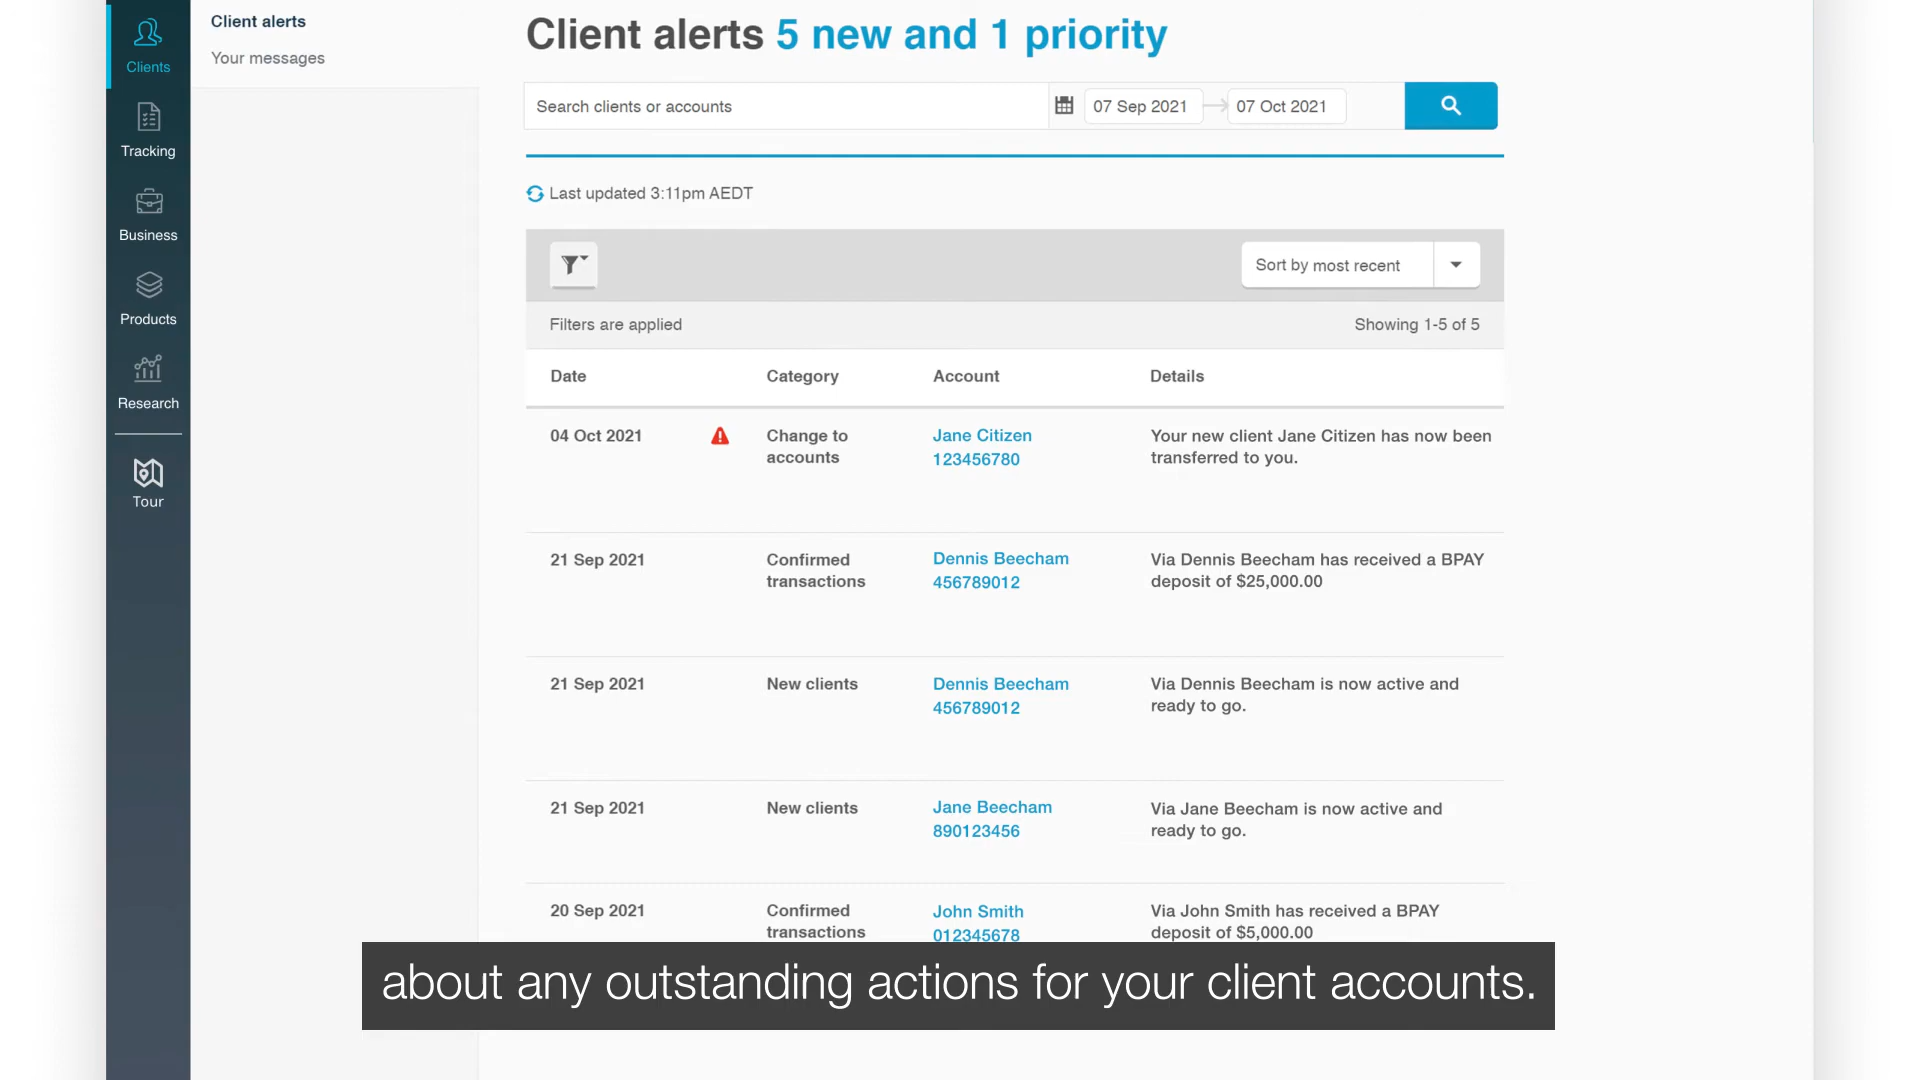 Clients
Tracking
Business
Products
Research
Tour
Client alerts
Your messages
Client alerts 5 new and 1 priority
Search clients or accounts 07 Sep 2021 07 Oct 2021
Last updated 3:11pm AEDT
Sort by most recent
Filters are applied Showing 1-5 of 5
Date Category Account Details
04 Oct 2021 Change to Jane Citizen Your new client Jane Citizen has now been
accounts 123456780 transferred to you.
21 Sep 2021 Confirmed Dennis Beecham Via Dennis Beecham has received a BPAY
transactions 456789012 deposit of $25,000.00
21 Sep 2021 New clients Dennis Beecham Via Dennis Beecham is now active and
456789012 ready to go.
21 Sep 2021 New clients Jane Beecham Via Jane Beecham is now active and
890123456 ready to go.
20 Sep 2021 Confirmed John Smith Via John Smith has received a BPAY
transactions 012345678 deposit of $5,000.00
about any outstanding actions for your client accounts.